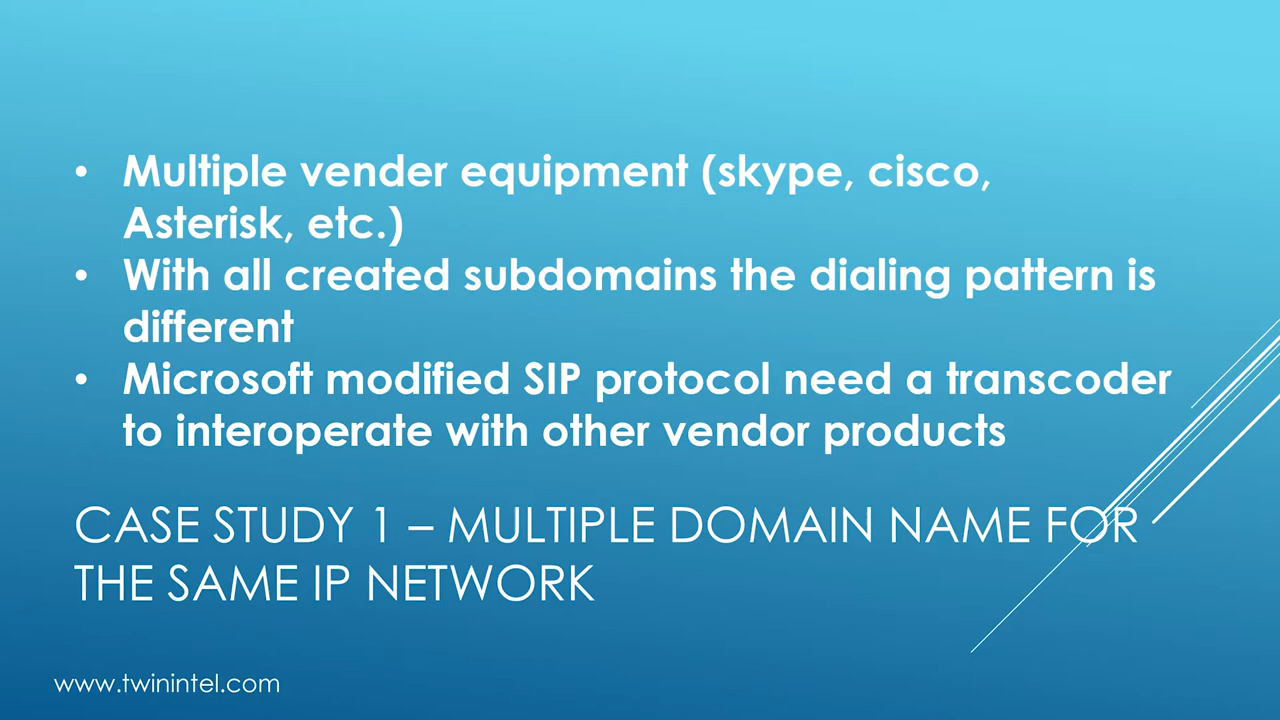 • Multiple vender equipment (skype, cisco,
Asterisk, etc.)
• With all created subdomains the dialing pattern is
different
• Microsoft modified SIP protocol need a transcoder
to interoperate with other vendor products
CASE STUDY 1 – MULTIPLE DOMAIN NAME FOR
THE SAME IP NETWORK
www.twinintel.com